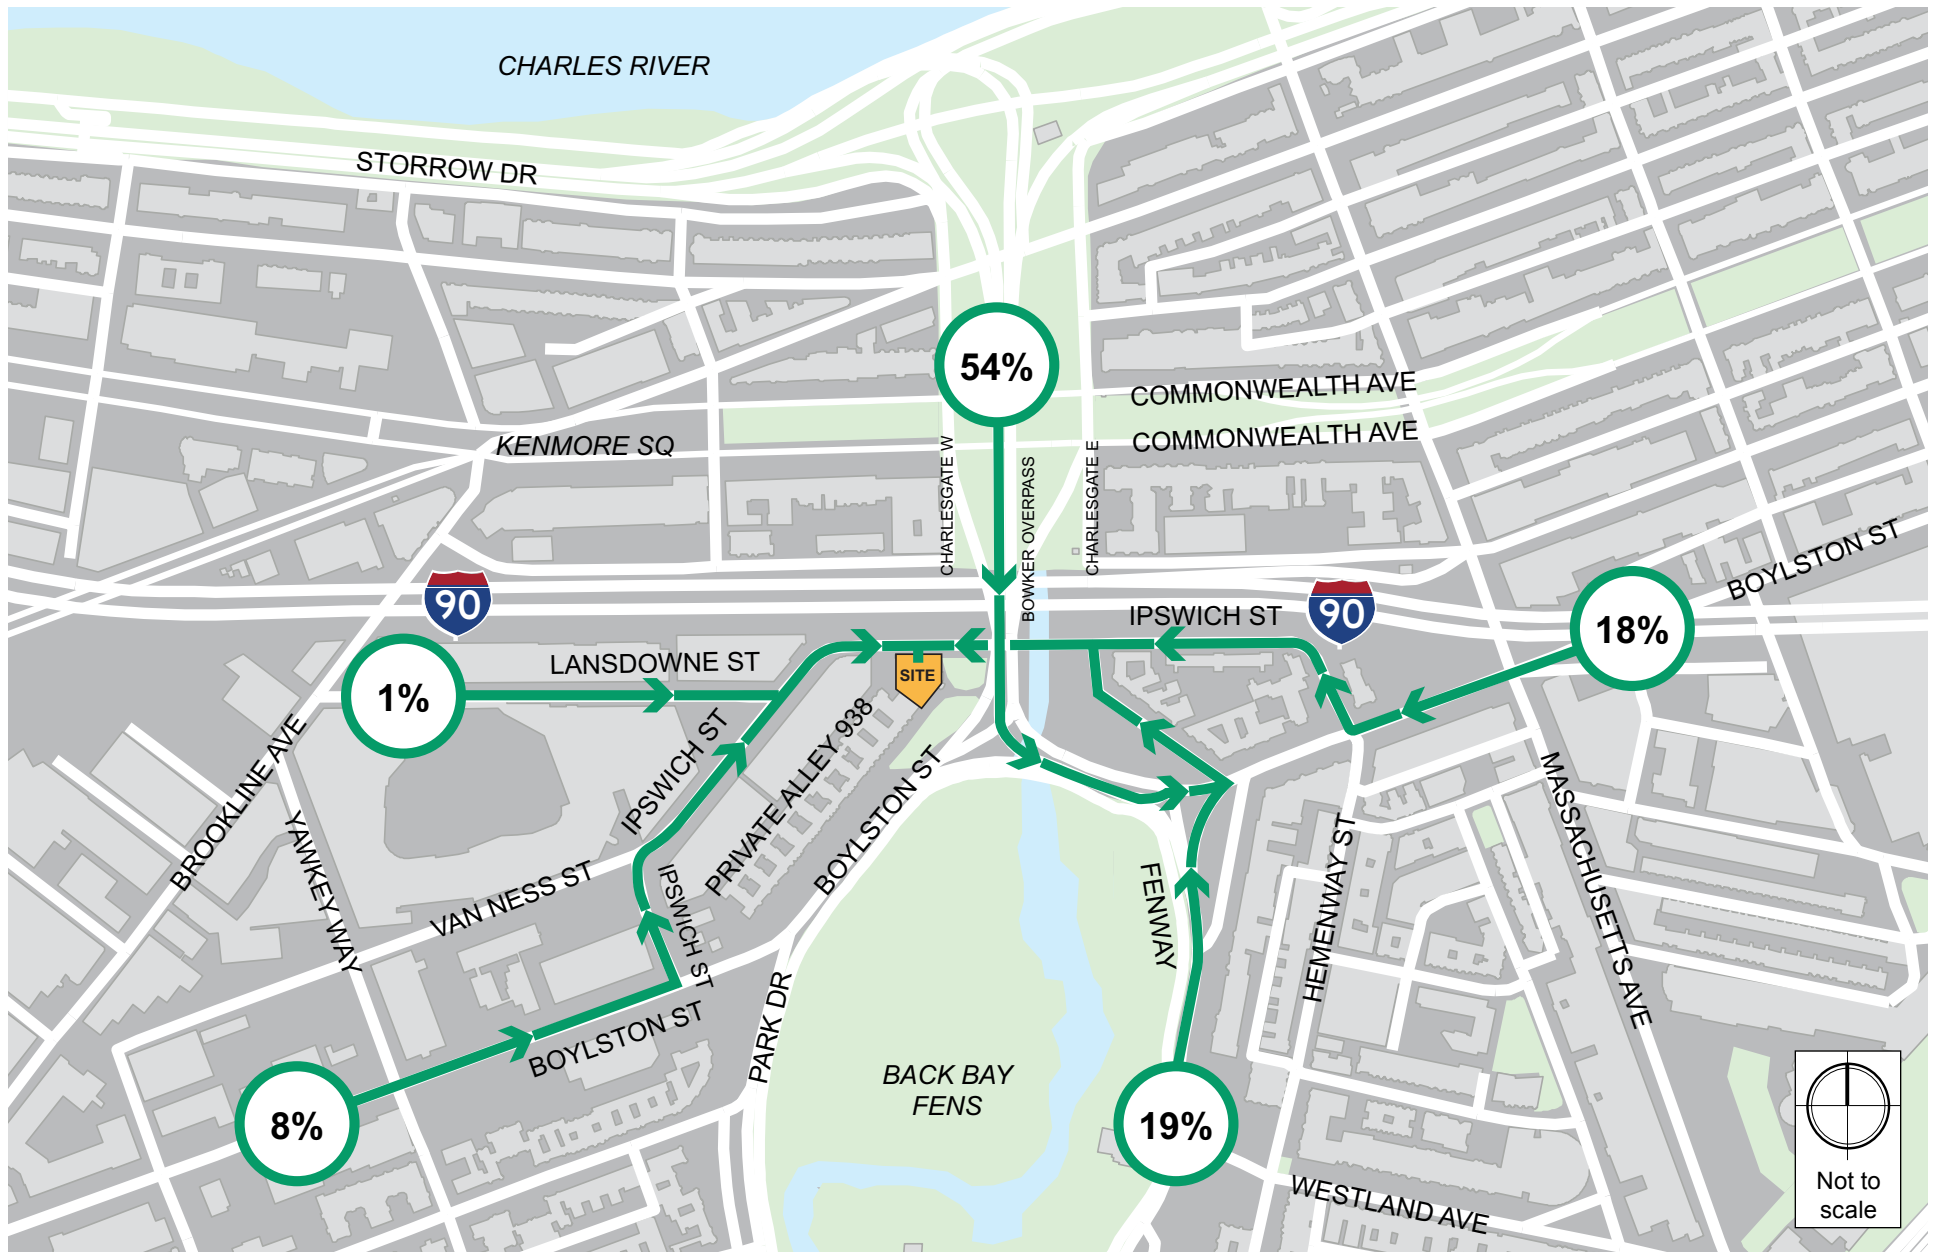 CHARLES RIVER
STORROW DR
54%
COMMONWEALTH AVE
COMMONWEALTH AVE
KENMORE SQ
CHARLESGATE W
BOWKER OVERPASS
CHARLESGATE E
BOYLSTON ST
90
90
IPSWICH ST
18%
LANSDOWNE ST
SITE
1%
IPSWICH ST
PRIVATE ALLEY 938
BOYLSTON ST
BROOKLINE AVE
YAWKEY WAY
VAN NESS ST
IPSWICH ST
FENWAY
HEMENWAY ST
MASSACHUSETTS AVE
BOYLSTON ST
PARK DR
BACK BAY
FENS
8%
19%
WESTLAND AVE
Not to
scale